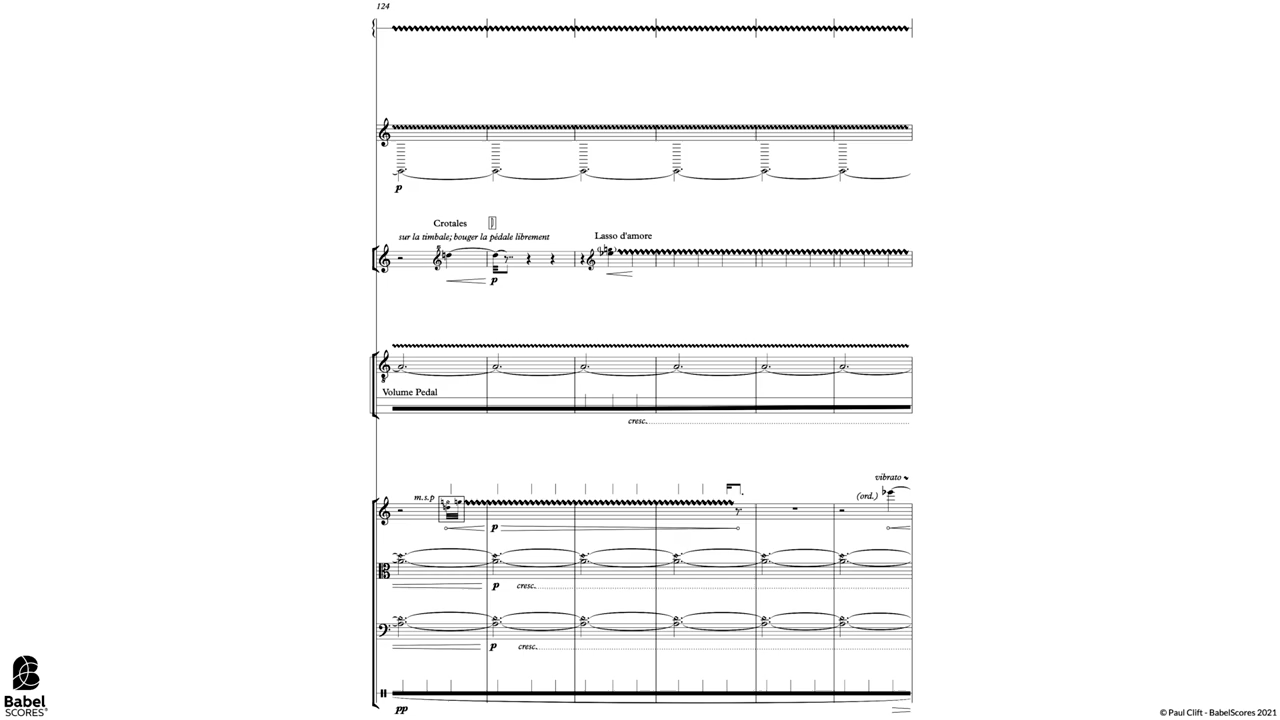 124
p
Crotales
sur la timbale; bouger la pédale librement
p
Lasso d'amore
8
Volume Pedal
cresc.
vibrato
m.s.p
(ord.)
p
p cresc.
p cresc.
pp
Babel
SCORES®
© Paul Clift - BabelScores 2021